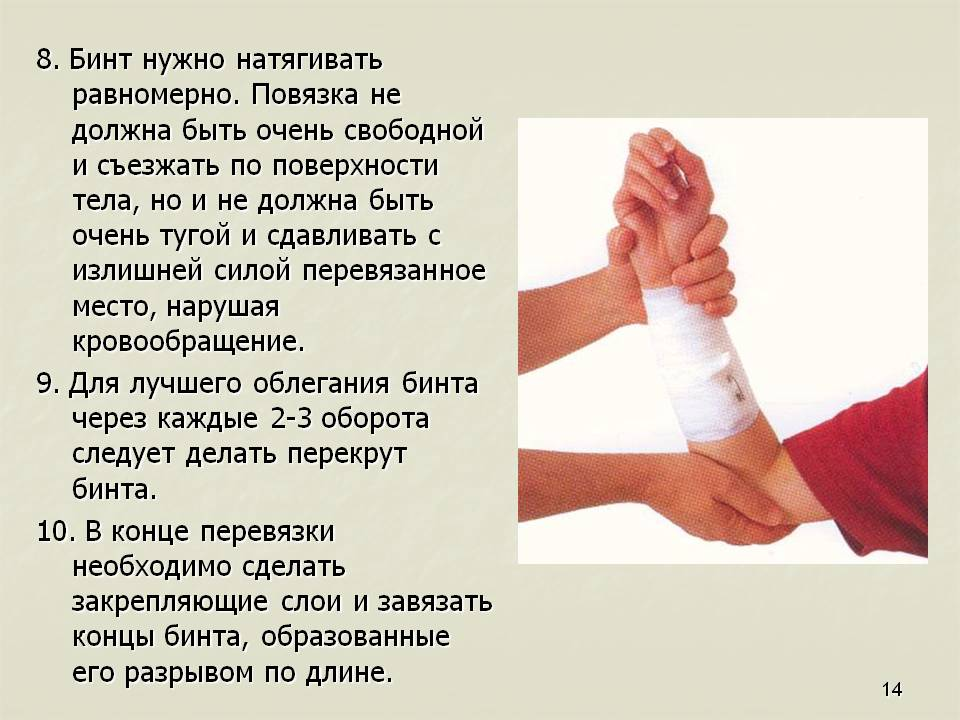 8. Бинт нужно натягивать
равномерно. Повязка не
должна быть очень свободной
и съезжать по поверхности
тела, но и не должна быть
очень тугой и сдавливать с
излишней силой перевязанное
место, нарушая
кровообращение.
9. Для лучшего облегания бинта
через каждые 2-3 оборота
следует делать перекрут
бинта.
10. В конце перевязки
необходимо сделать
закрепляющие слои и завязать
концы бинта, образованные
его разрывом по длине.
14